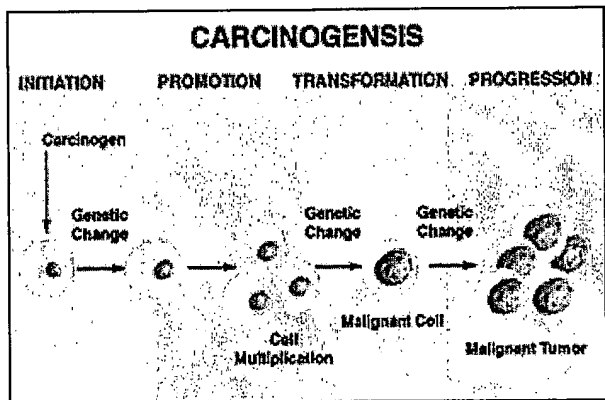 CARCINOGENSIS
INITIATION PROMOTION TRANSFORMATION PROGRESSION
Carcinogen
Genetic Change
Genetic Change
Genetic Change
Cell Multiplication
Malignant Cell
Malignant Tumor